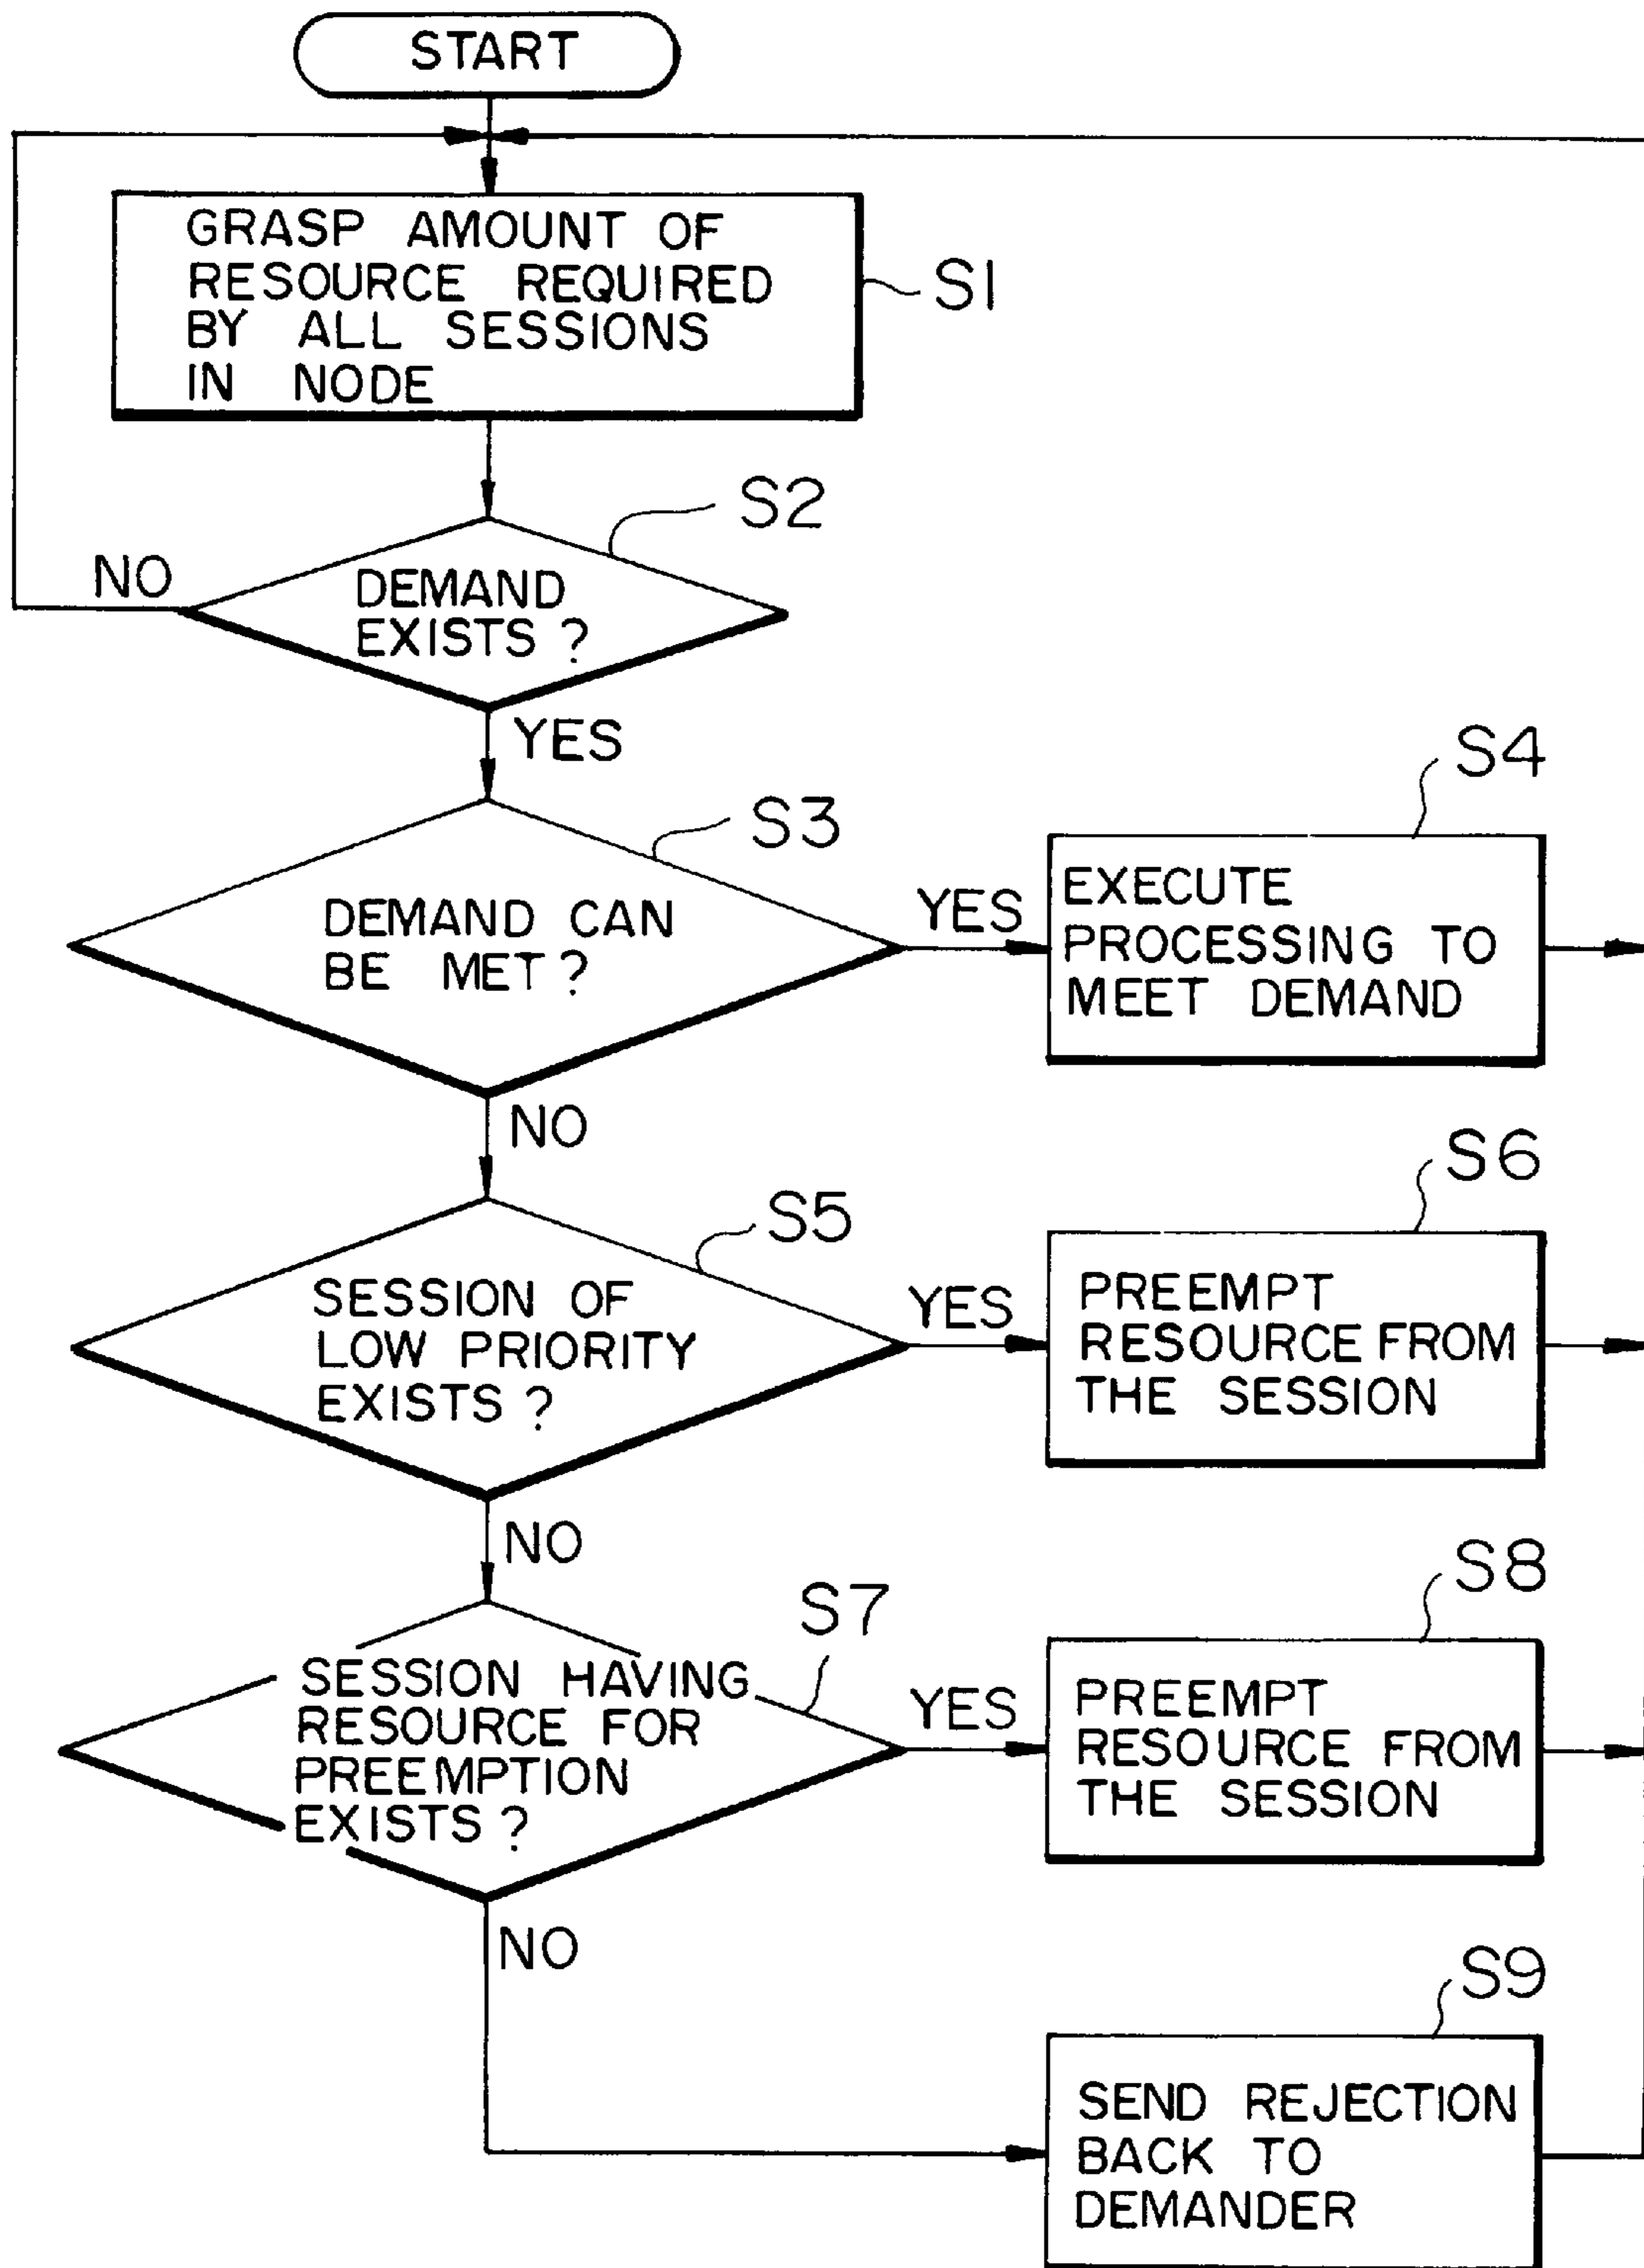 START
GRASP AMOUNT OF
RESOURCE REQUIRED
BY ALL SESSIONS
IN NODE
S1
S2
NO
DEMAND
EXISTS?
YES
S3
DEMAND CAN
BE MET?
YES
S4
EXECUTE
PROCESSING TO
MEET DEMAND
NO
S5
SESSION OF
LOW PRIORITY
EXISTS?
YES
S6
PREEMPT
RESOURCE FROM
THE SESSION
NO
S7
SESSION HAVING
RESOURCE FOR
PREEMPTION
EXISTS?
YES
S8
PREEMPT
RESOURCE FROM
THE SESSION
NO
S9
SEND REJECTION
BACK TO
DEMANDER